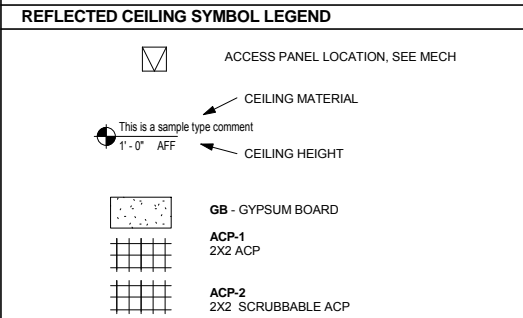 REFLECTED CEILING SYMBOL LEGEND
ACCESS PANEL LOCATION, SEE MECH
CEILING MATERIAL
This is a sample type comment
1' - 0" AFF
CEILING HEIGHT
GB - GYPSUM BOARD
ACP-1
2X2 ACP
ACP-2
2X2 SCRUBBABLE ACP